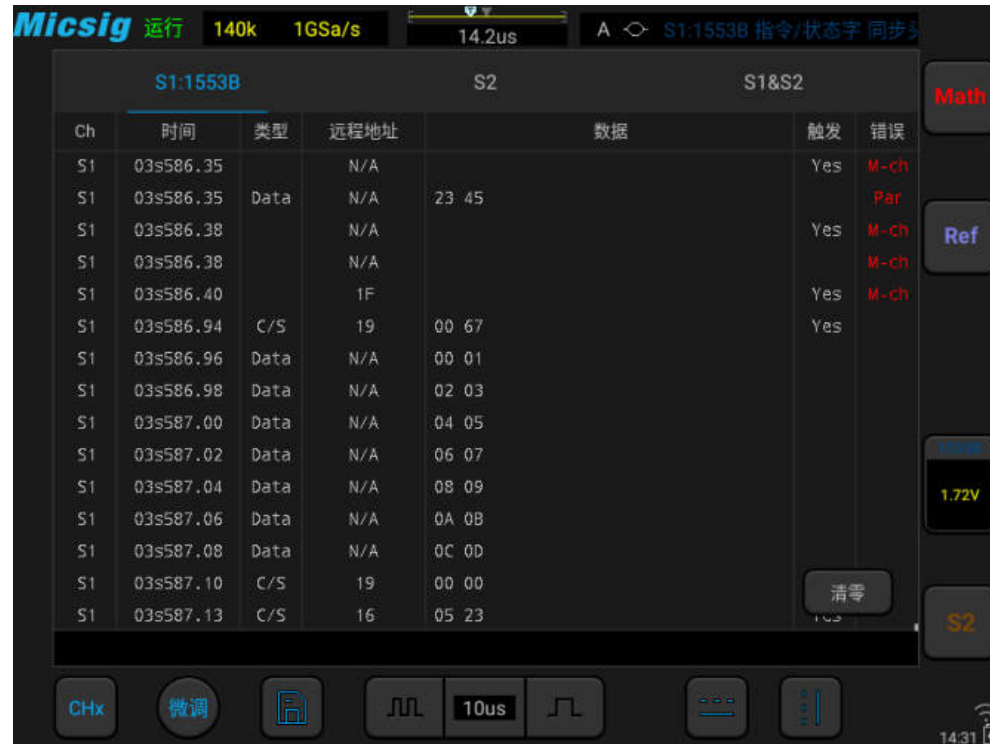 Micsig 运行 140k 1GSa/s 14.2us A S1:1553B 指令/状态字 同步
S1:1553B S2 S1&S2
Math
Ch 时间 类型 远程地址 数据 触发 错误
S1 03s586.35 N/A Yes M-ch
S1 03s586.35 Data N/A 23 45 Par
S1 03s586.38 N/A Yes M-ch
Ref
S1 03s586.38 N/A M-ch
S1 03s586.40 1F Yes M-ch
S1 03s586.94 C/S 19 00 67 Yes
S1 03s586.96 Data N/A 00 01
S1 03s586.98 Data N/A 02 03
S1 03s587.00 Data N/A 04 05
S1 03s587.02 Data N/A 06 07
S1 03s587.04 Data N/A 08 09
1.72V
S1 03s587.06 Data N/A 0A 0B
S1 03s587.08 Data N/A 0C 0D
S1 03s587.10 C/S 19 00 00
清零
S1 03s587.13 C/S 16 05 23 Yes
S2
CHx 微调 10us
14:31